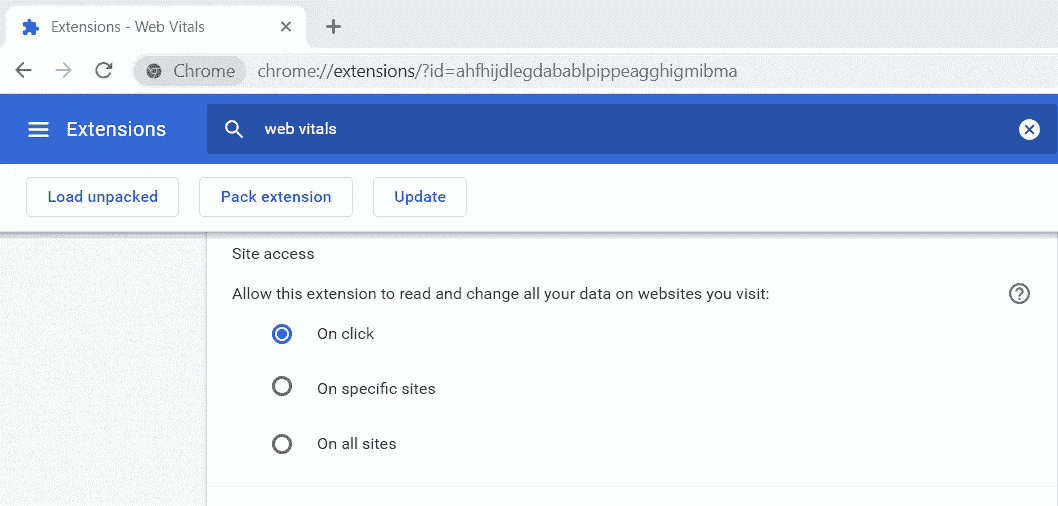 Extensions - Web Vitals
Chrome chrome://extensions/?id=ahfhijdlegdabablpippeagghigmibma
Extensions web vitals
Load unpacked Pack extension Update
Site access
Allow this extension to read and change all your data on websites you visit:
On click
On specific sites
On all sites